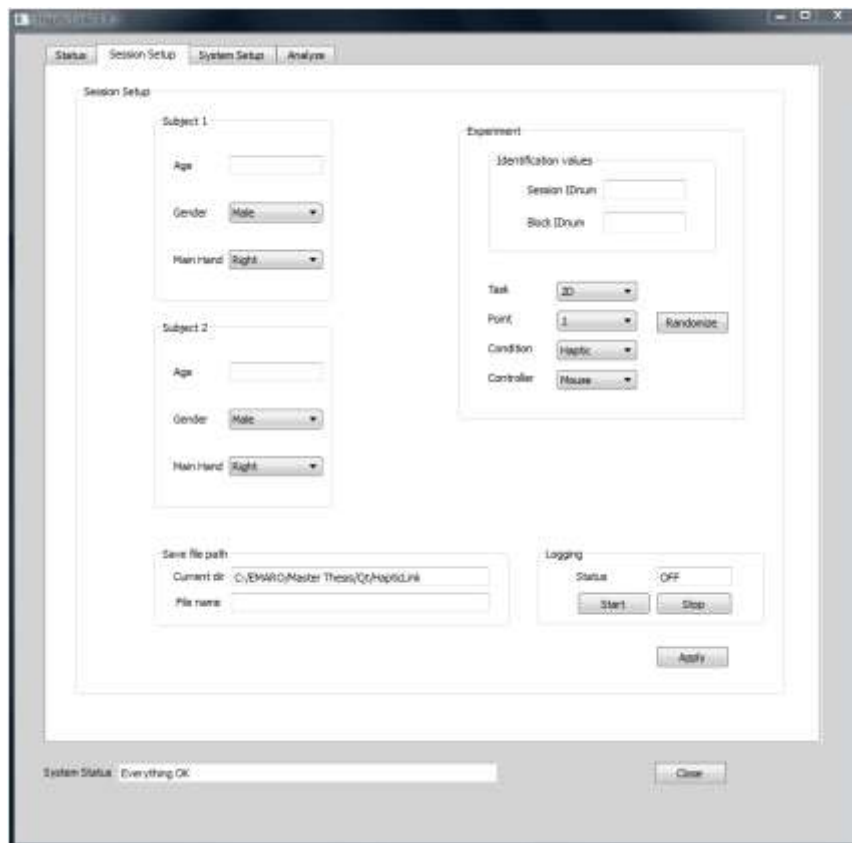 Status Session Setup System Setup Analyze
Session Setup
Subject 1
Age
Gender Male
Main Hand Right
Subject 2
Age
Gender Male
Main Hand Right
Experiment
Identification values
Session IDnum
Block IDnum
Task 2D
Point 1 Randomize
Condition Haptic
Controller Mouse
Save file path
Current dir C:/EMARO/Master Thesis/Qt/HapticLink
File name
Logging
Status OFF
Start Stop
Apply
System Status Everything OK Close